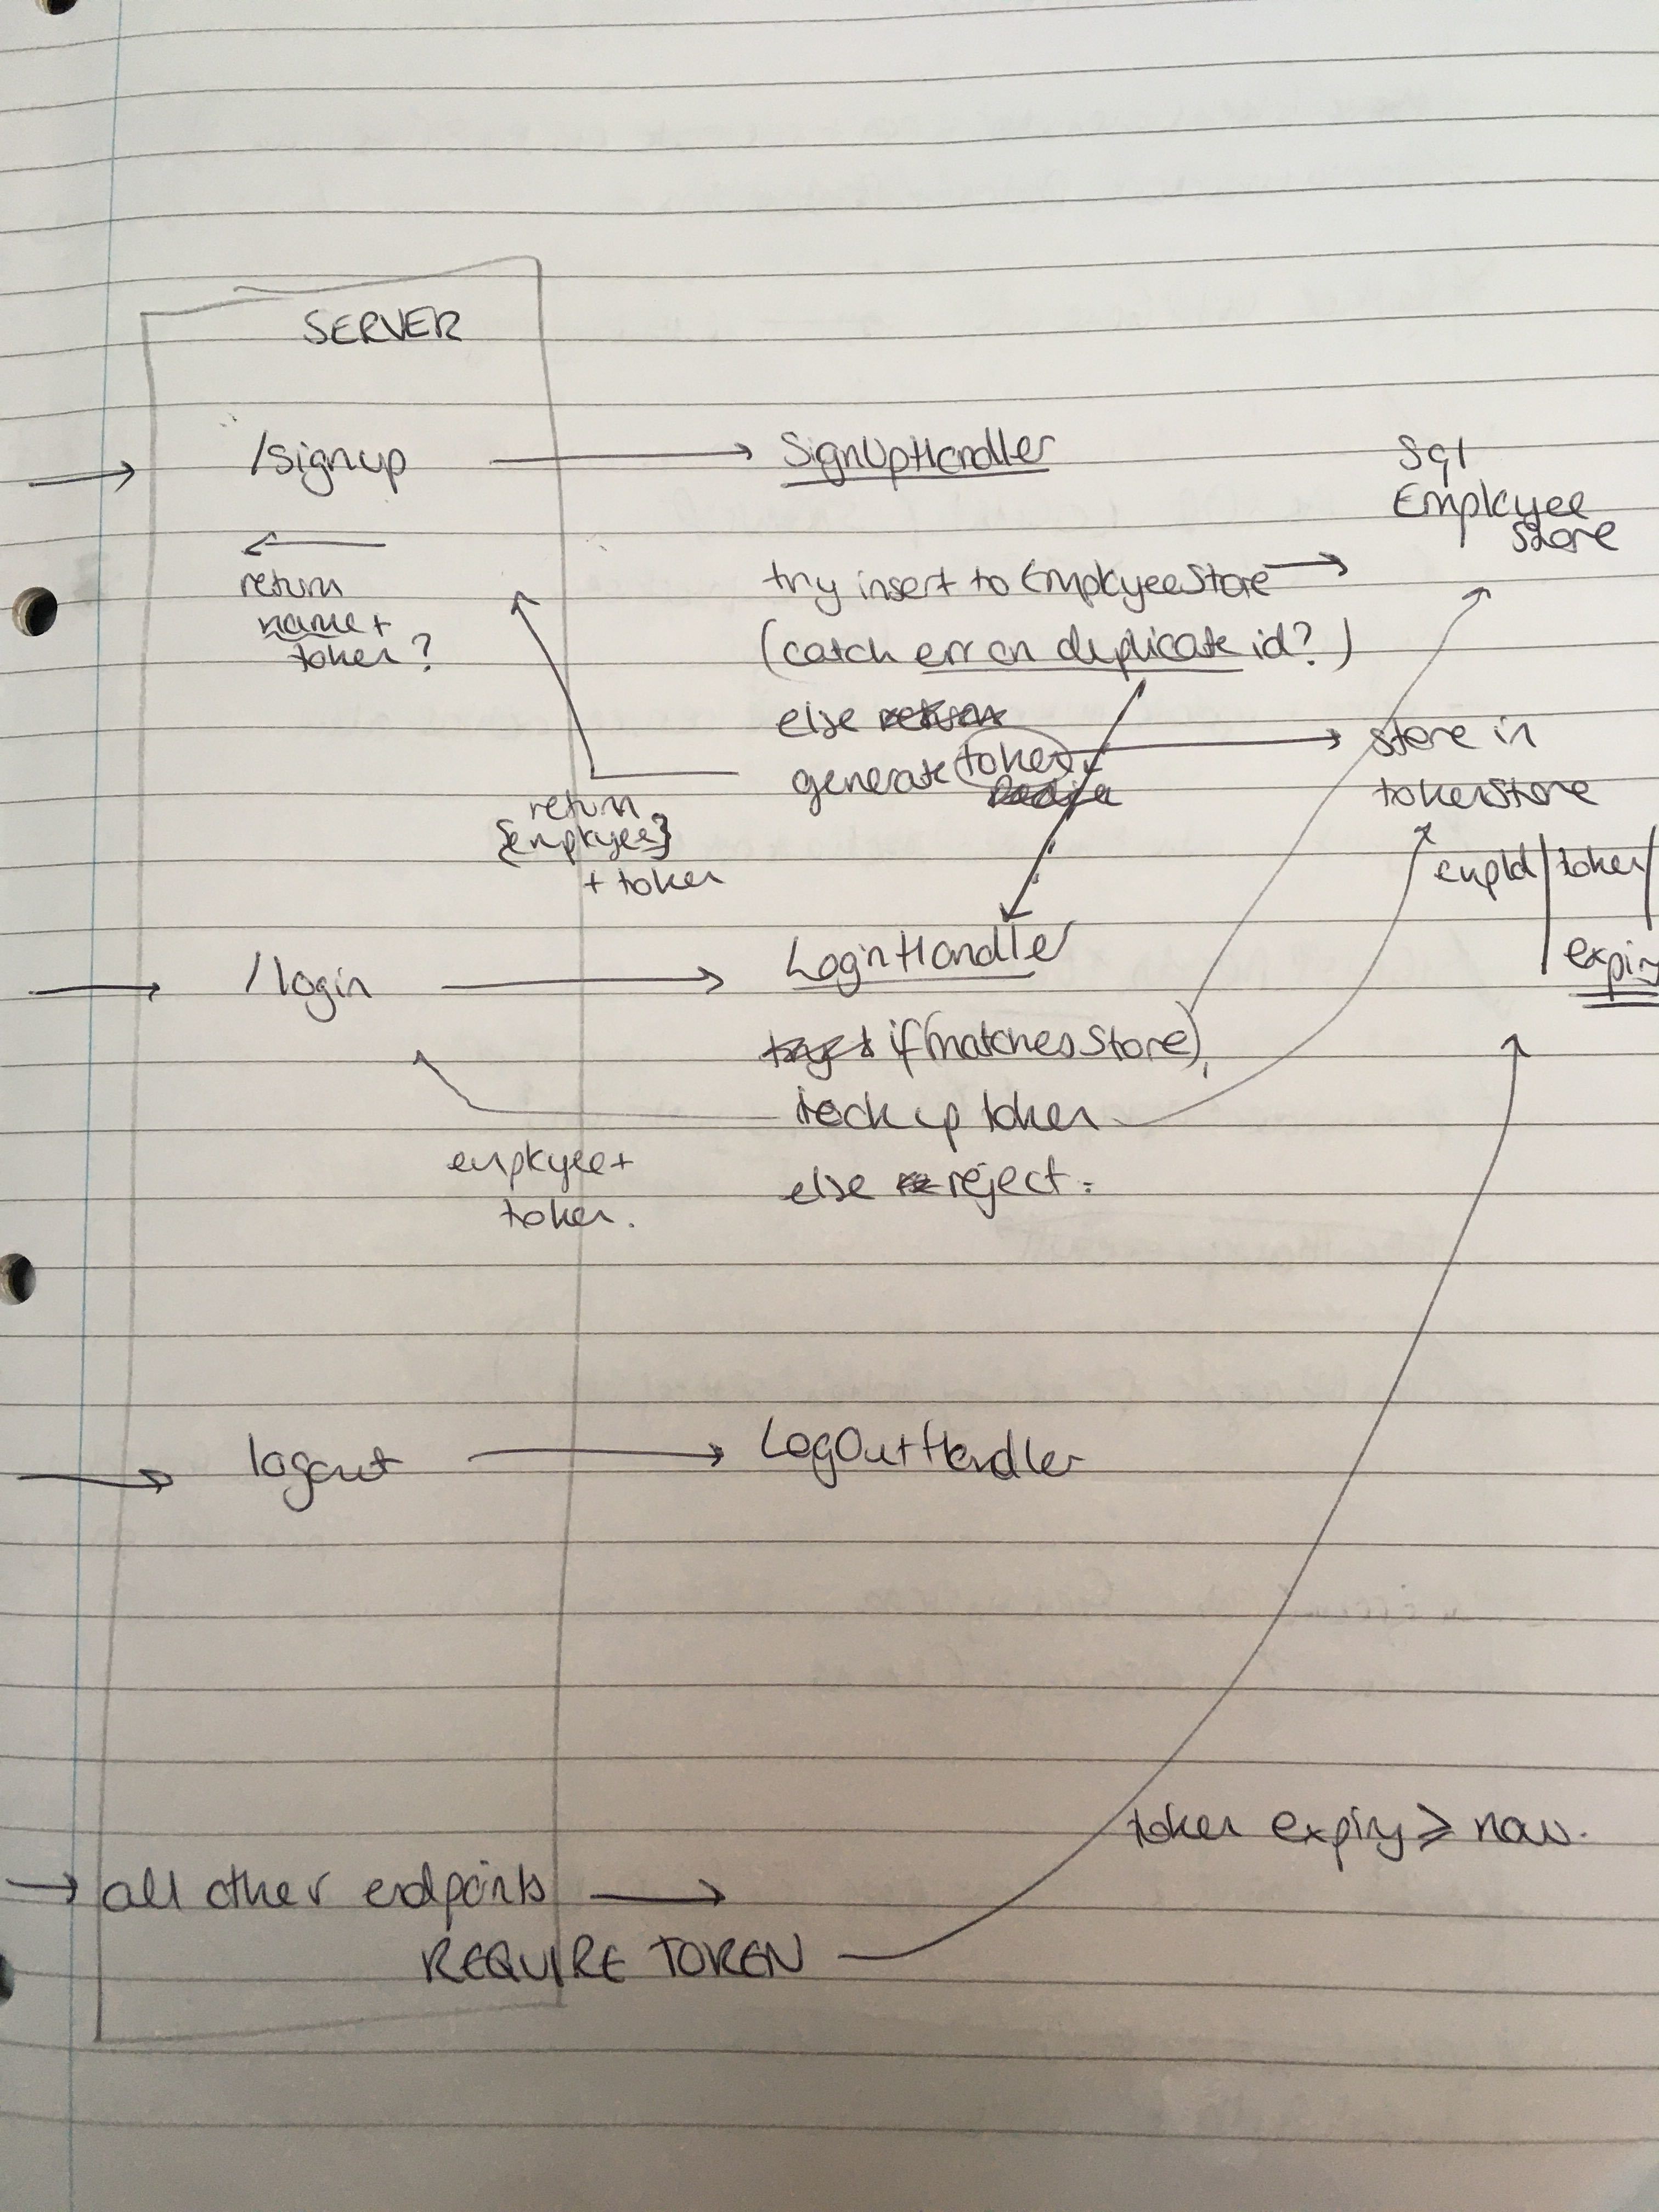 SERVER
/signup
SignUpHandler
Sql
Employee
Store
return
name +
token?
try insert to EmployeeStore
(catch err on duplicate id?)
else return
generate token
store in
tokenStore
return
{employee}
+ token
empId | token |
expiry
/login
LoginHandler
if (matchesStore),
look up token
else reject.
employee +
token.
logout
LogOutHandler
token expiry ≥ now.
all other endpoints
REQUIRE TOKEN